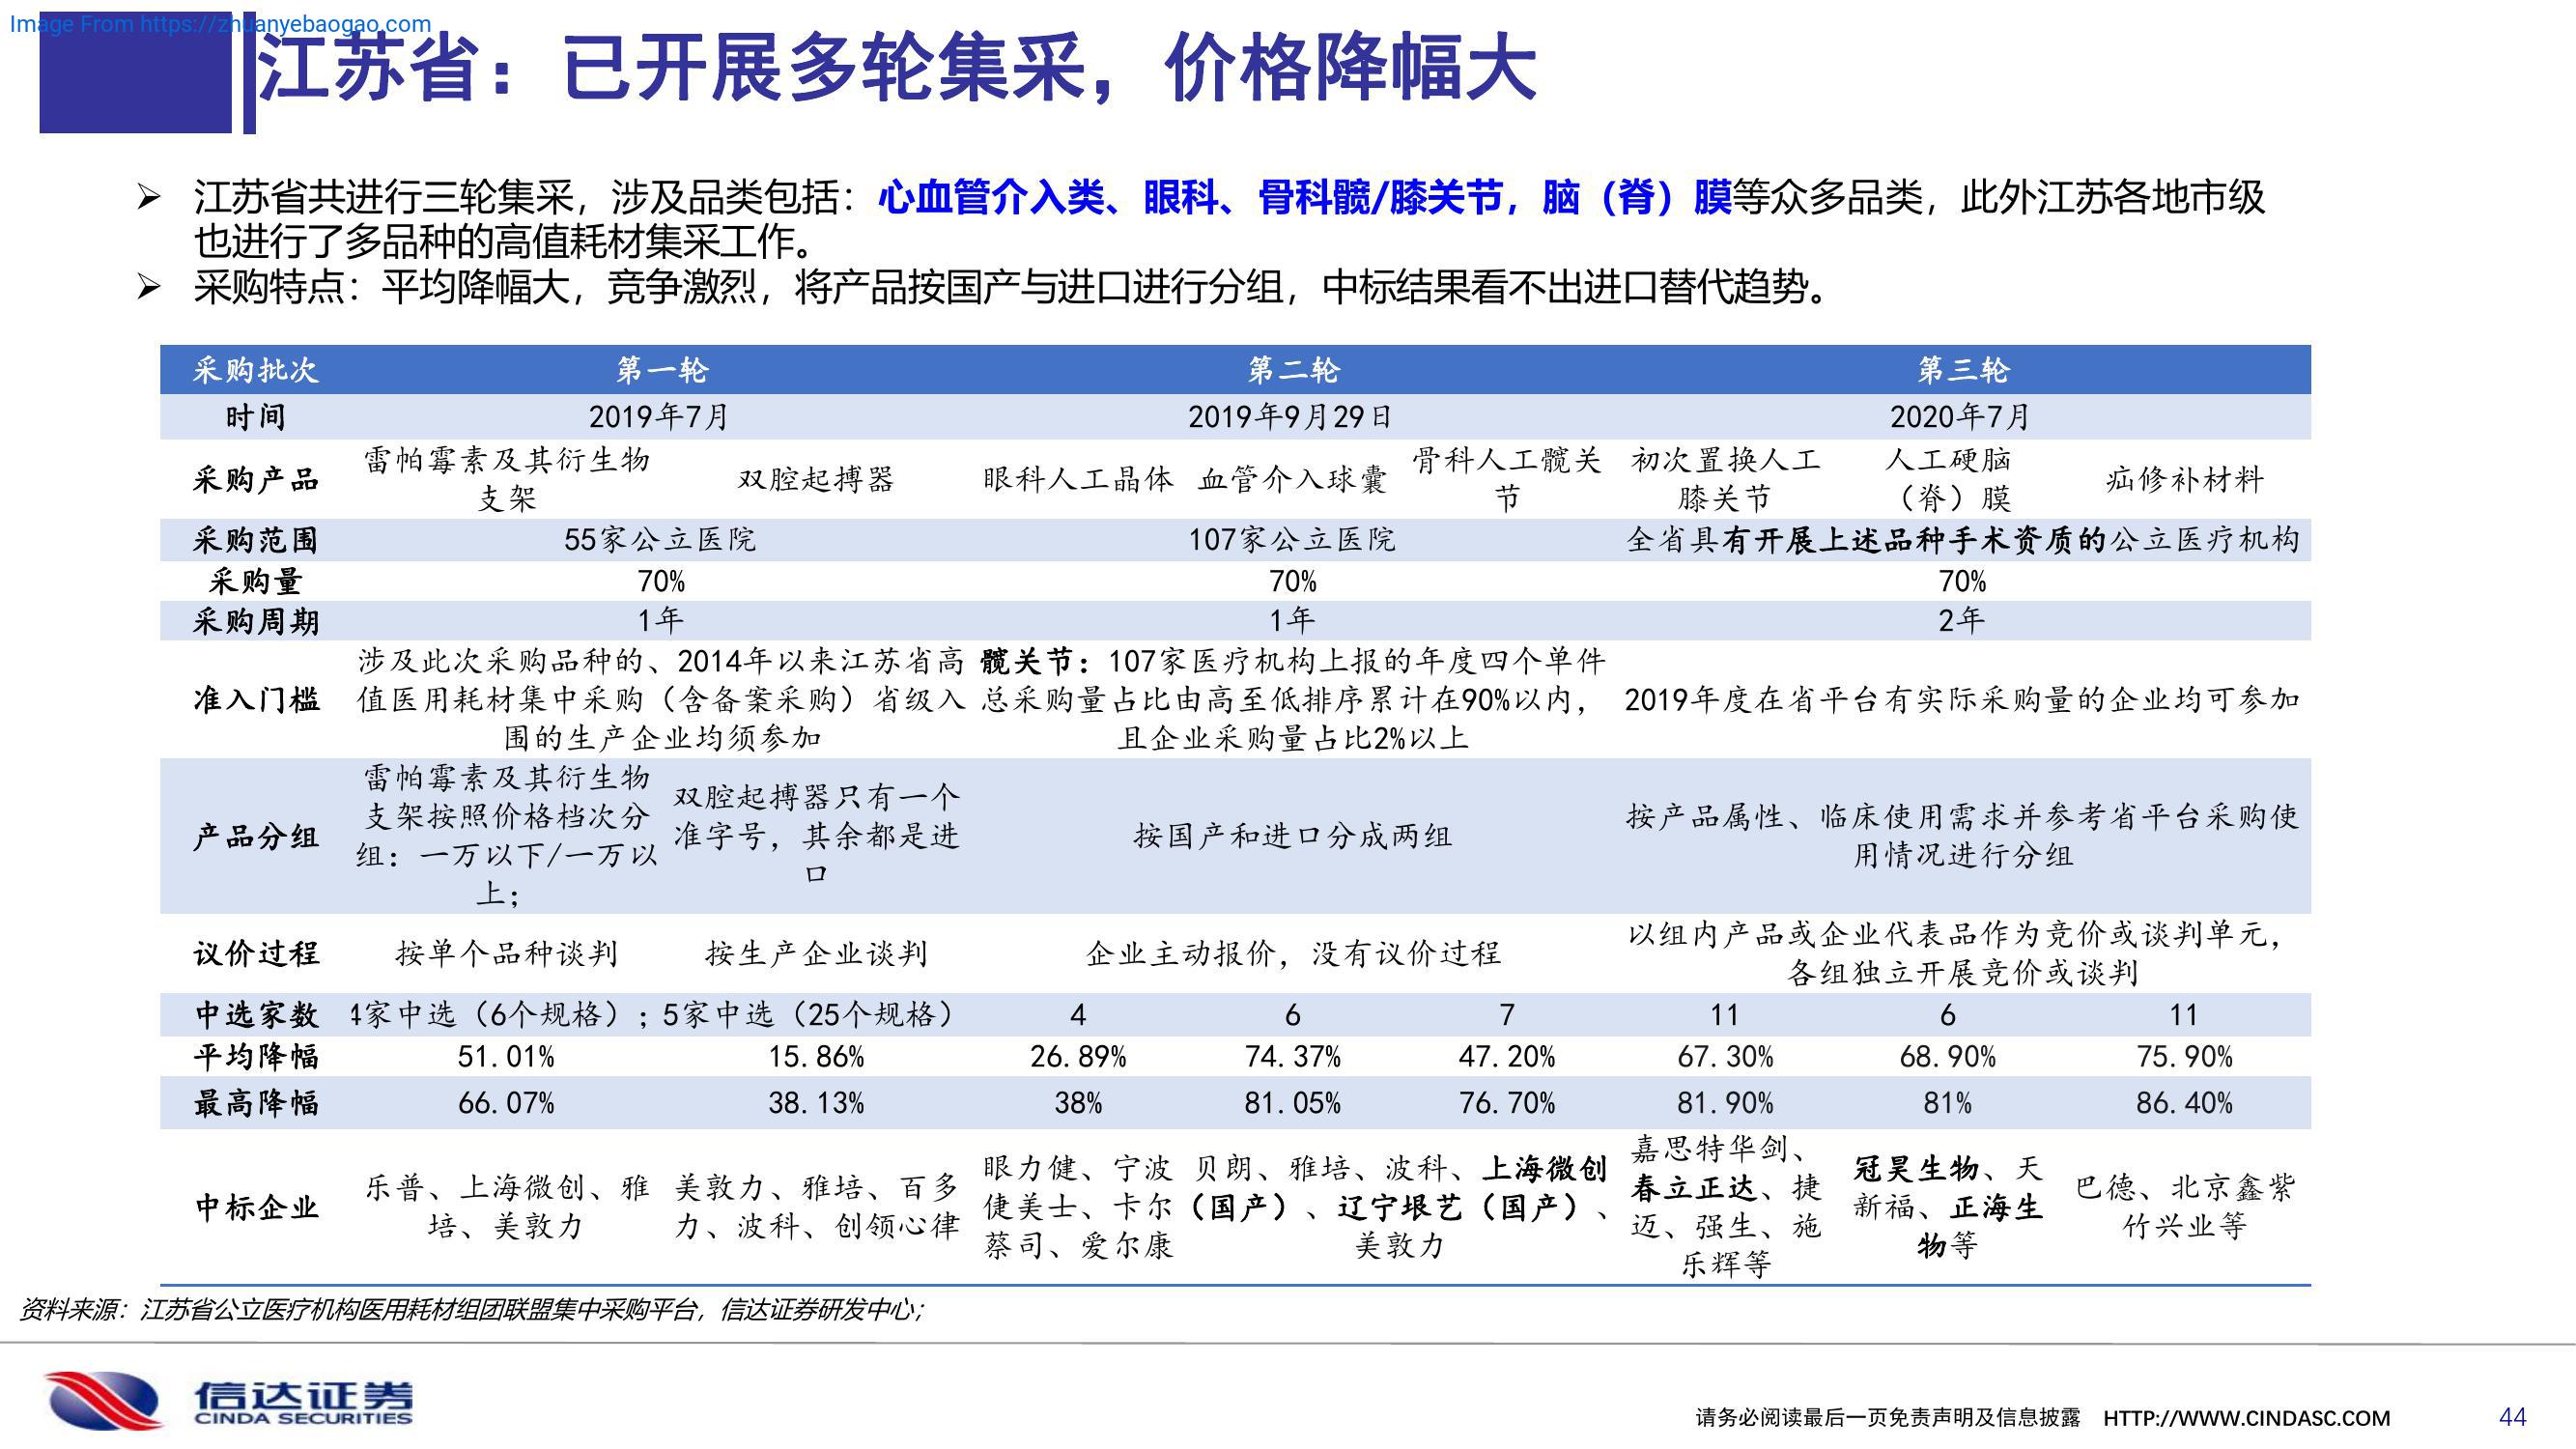 Image From https://zhuanyebaogao.com
江苏省：已开展多轮集采，价格降幅大
江苏省共进行三轮集采，涉及品类包括：心血管介入类、眼科、骨科髋/膝关节，脑（脊）膜等众多品类，此外江苏各地市级
也进行了多品种的高值耗材集采工作。
采购特点：平均降幅大，竞争激烈，将产品按国产与进口进行分组，中标结果看不出进口替代趋势。
采购批次 第一轮 第二轮 第三轮
时间 2019年7月 2019年9月29日 2020年7月
采购产品
雷帕霉素及其衍生物
支架
双腔起搏器
眼科人工晶体
血管介入球囊
骨科人工髋关
节
初次置换人工
膝关节
人工硬脑
（脊）膜
疝修补材料
采购范围 55家公立医院 107家公立医院 全省具有开展上述品种手术资质的公立医疗机构
采购量 70% 70% 70%
采购周期 1年 1年 2年
准入门槛
涉及此次采购品种的、2014年以来江苏省高
值医用耗材集中采购（含备案采购）省级入
围的生产企业均须参加
髋关节：107家医疗机构上报的年度四个单件
总采购量占比由高至低排序累计在90%以内，
且企业采购量占比2%以上
2019年度在省平台有实际采购量的企业均可参加
产品分组
雷帕霉素及其衍生物
支架按照价格档次分
组：一万以下/一万以
上；
双腔起搏器只有一个
准字号，其余都是进
口
按国产和进口分成两组
按产品属性、临床使用需求并参考省平台采购使
用情况进行分组
议价过程
按单个品种谈判
按生产企业谈判
企业主动报价，没有议价过程
以组内产品或企业代表品作为竞价或谈判单元，
各组独立开展竞价或谈判
中选家数 4家中选（6个规格）；5家中选（25个规格） 4 6 7 11 6 11
平均降幅 51.01% 15.86% 26.89% 74.37% 47.20% 67.30% 68.90% 75.90%
最高降幅 66.07% 38.13% 38% 81.05% 76.70% 81.90% 81% 86.40%
中标企业
乐普、上海微创、雅
培、美敦力
美敦力、雅培、百多
力、波科、创领心律
眼力健、宁波
倢美士、卡尔
蔡司、爱尔康
贝朗、雅培、波科、上海微创
（国产）、辽宁垠艺（国产）、
美敦力
嘉思特华剑、
春立正达、捷
迈、强生、施
乐辉等
冠昊生物、天
新福、正海生
物等
巴德、北京鑫紫
竹兴业等
资料来源：江苏省公立医疗机构医用耗材组团联盟集中采购平台，信达证券研发中心；
信达证券
CINDA SECURITIES
请务必阅读最后一页免责声明及信息披露 HTTP://WWW.CINDASC.COM 44